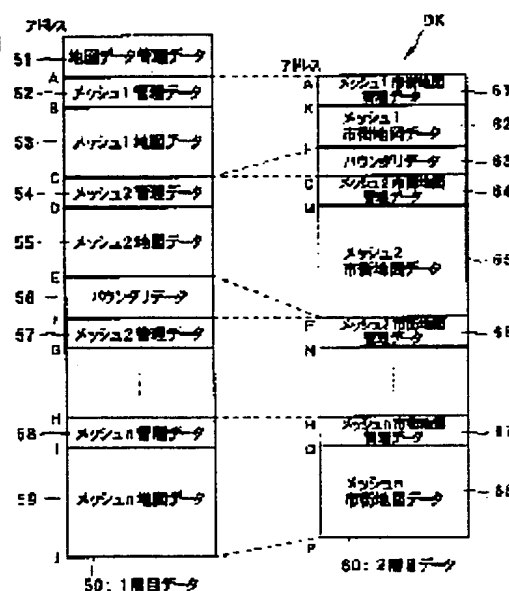 アドレス
DK
51
地図データ管理データ
アドレス
A
52
メッシュ1管理データ
B
53
メッシュ1地図データ
C
54
メッシュ2管理データ
D
55
メッシュ2地図データ
E
56
バウンダリデータ
F
57
メッシュ2管理データ
G
H
58
メッシュn管理データ
I
59
メッシュn地図データ
J
50:1階目データ
A
メッシュ1市街地図
管理データ
61
K
メッシュ1
市街地図データ
62
L
バウンダリデータ
63
C
メッシュ2市街地図
管理データ
64
M
メッシュ2
市街地図データ
65
F
メッシュ2市街地図
管理データ
N
H
メッシュn市街地図
管理データ
67
O
メッシュn
市街地図データ
P
60:2階目データ